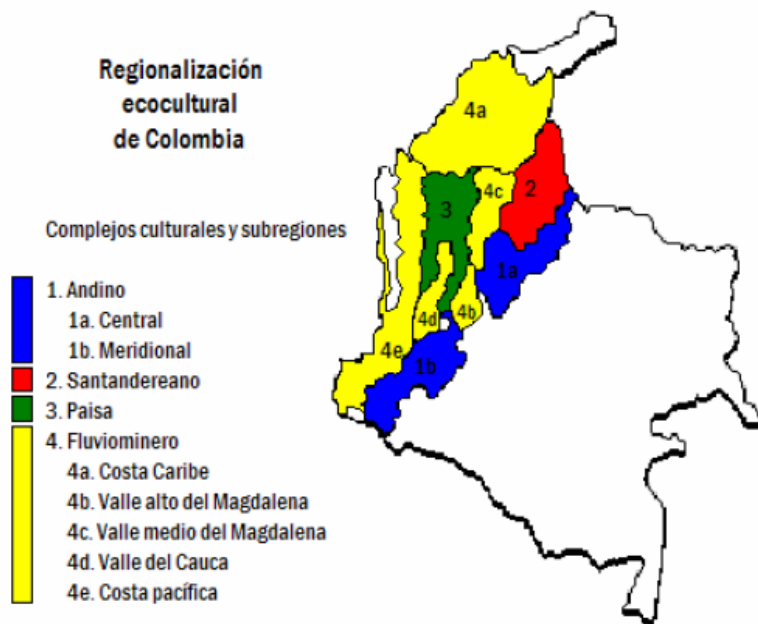 Regionalización
ecocultural
de Colombia
Complejos culturales y subregiones
1. Andino
1a. Central
1b. Meridional
2. Santandereano
3. Paisa
4. Fluviominero
4a. Costa Caribe
4b. Valle alto del Magdalena
4c. Valle medio del Magdalena
4d. Valle del Cauca
4e. Costa pacífica
4a
4c
2
3
1a
4d
4b
4e
1b